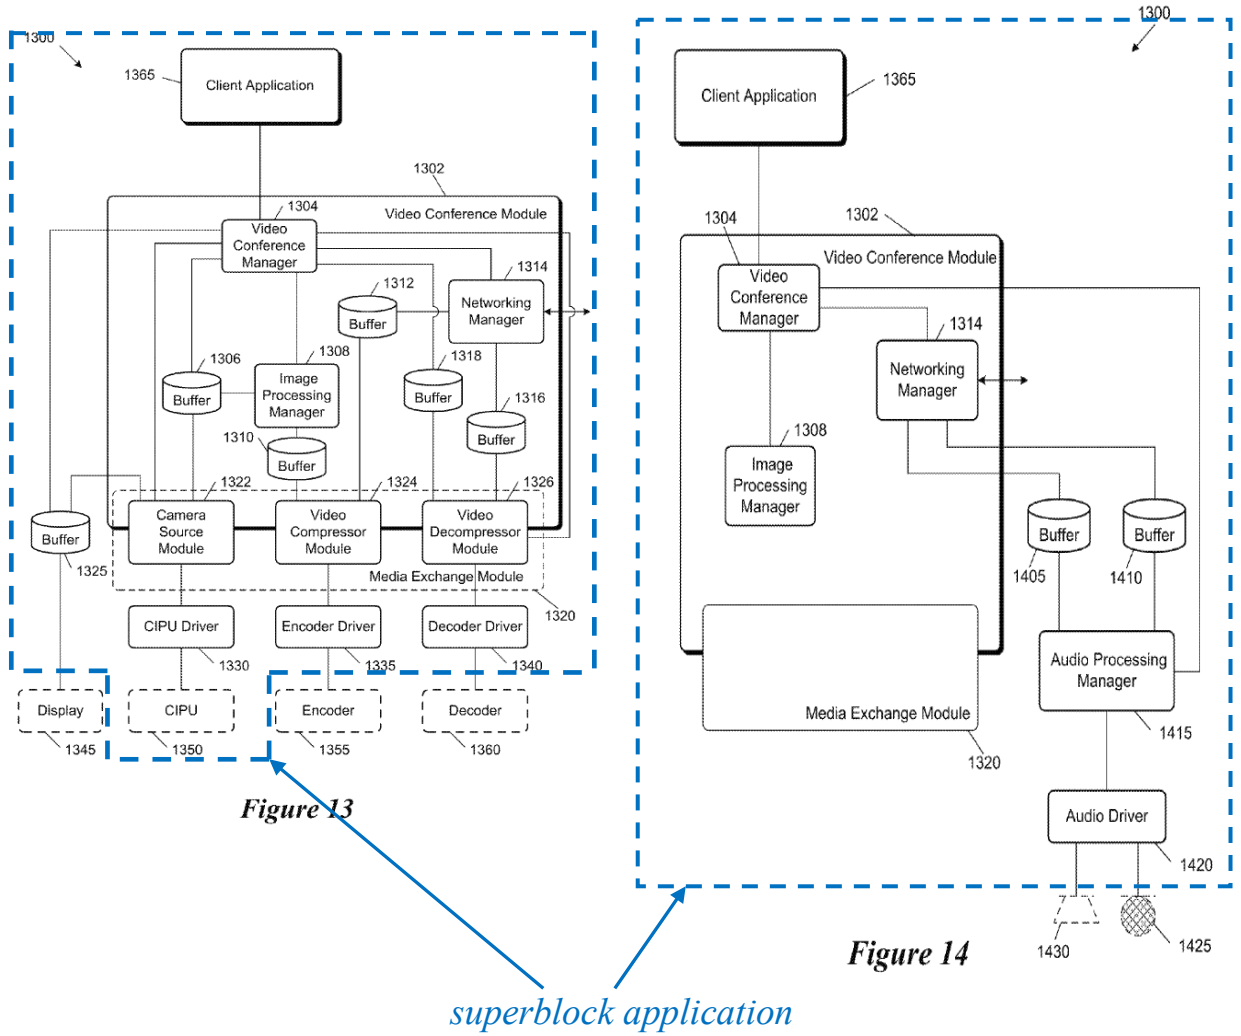 1300
1365
Client Application
1302
Video Conference Module
1304
Video
Conference
Manager
1314
1312
Networking
Manager
Buffer
1306
1308
1318
Buffer
Image
Processing
Manager
Buffer
1316
1310
Buffer
Buffer
1322
1324
1326
Camera
Source
Module
Video
Compressor
Module
Video
Decompressor
Module
Buffer
1325
Media Exchange Module
1320
CIPU Driver
Encoder Driver
Decoder Driver
1330
1335
1340
Display
CIPU
Encoder
Decoder
1345
1350
1355
1360
Figure 13
1300
1365
Client Application
1302
1304
Video Conference Module
Video
Conference
Manager
1314
Networking
Manager
1308
Image
Processing
Manager
Buffer
Buffer
1405
1410
Audio Processing
Manager
Media Exchange Module
1415
1320
Audio Driver
1420
1430
1425
Figure 14
superblock application